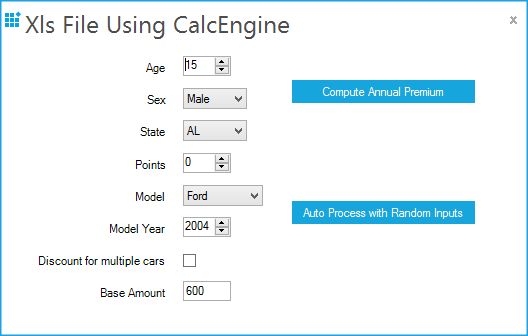 Xls File Using CalcEngine x
Age 15
Compute Annual Premium
Sex Male
State AL
Points 0
Model Ford
Auto Process with Random Inputs
Model Year 2004
Discount for multiple cars
Base Amount 600